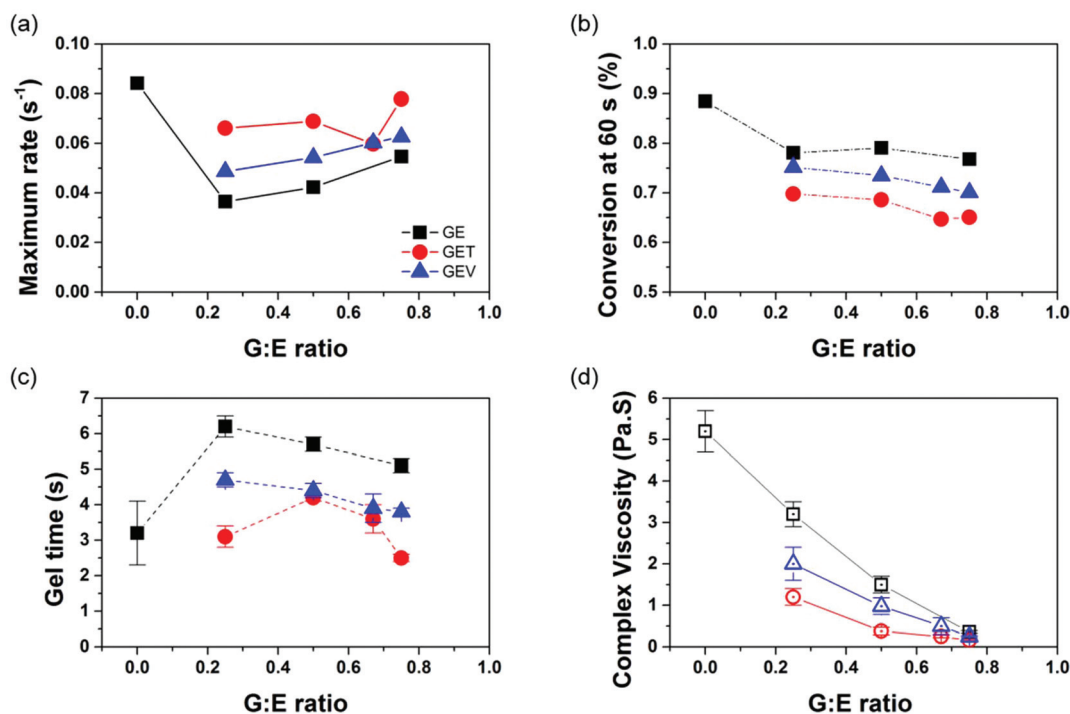 (a)
Maximum rate (s⁻¹)
0.10
0.08
0.06
0.04
0.02
0.00
GE
GET
GEV
0.0 0.2 0.4 0.6 0.8 1.0
G:E ratio
(b)
Conversion at 60 s (%)
1.0
0.9
0.8
0.7
0.6
0.5
0.0 0.2 0.4 0.6 0.8 1.0
G:E ratio
(c)
Gel time (s)
7
6
5
4
3
2
1
0
0.0 0.2 0.4 0.6 0.8 1.0
G:E ratio
(d)
Complex Viscosity (Pa.S)
6
5
4
3
2
1
0
0.0 0.2 0.4 0.6 0.8 1.0
G:E ratio